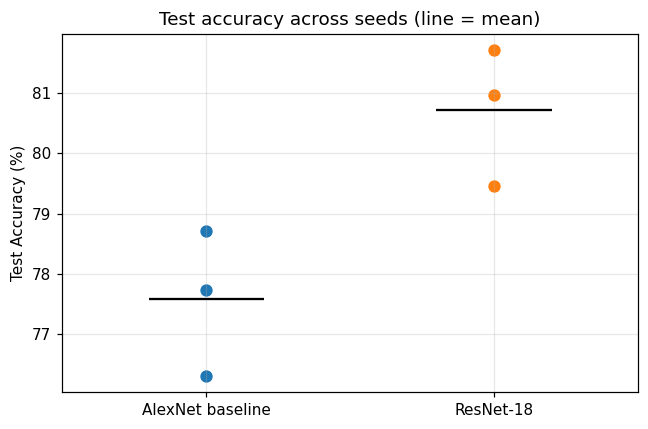 Test accuracy across seeds (line = mean)
Test Accuracy (%)
81
80
79
78
77
AlexNet baseline
ResNet-18